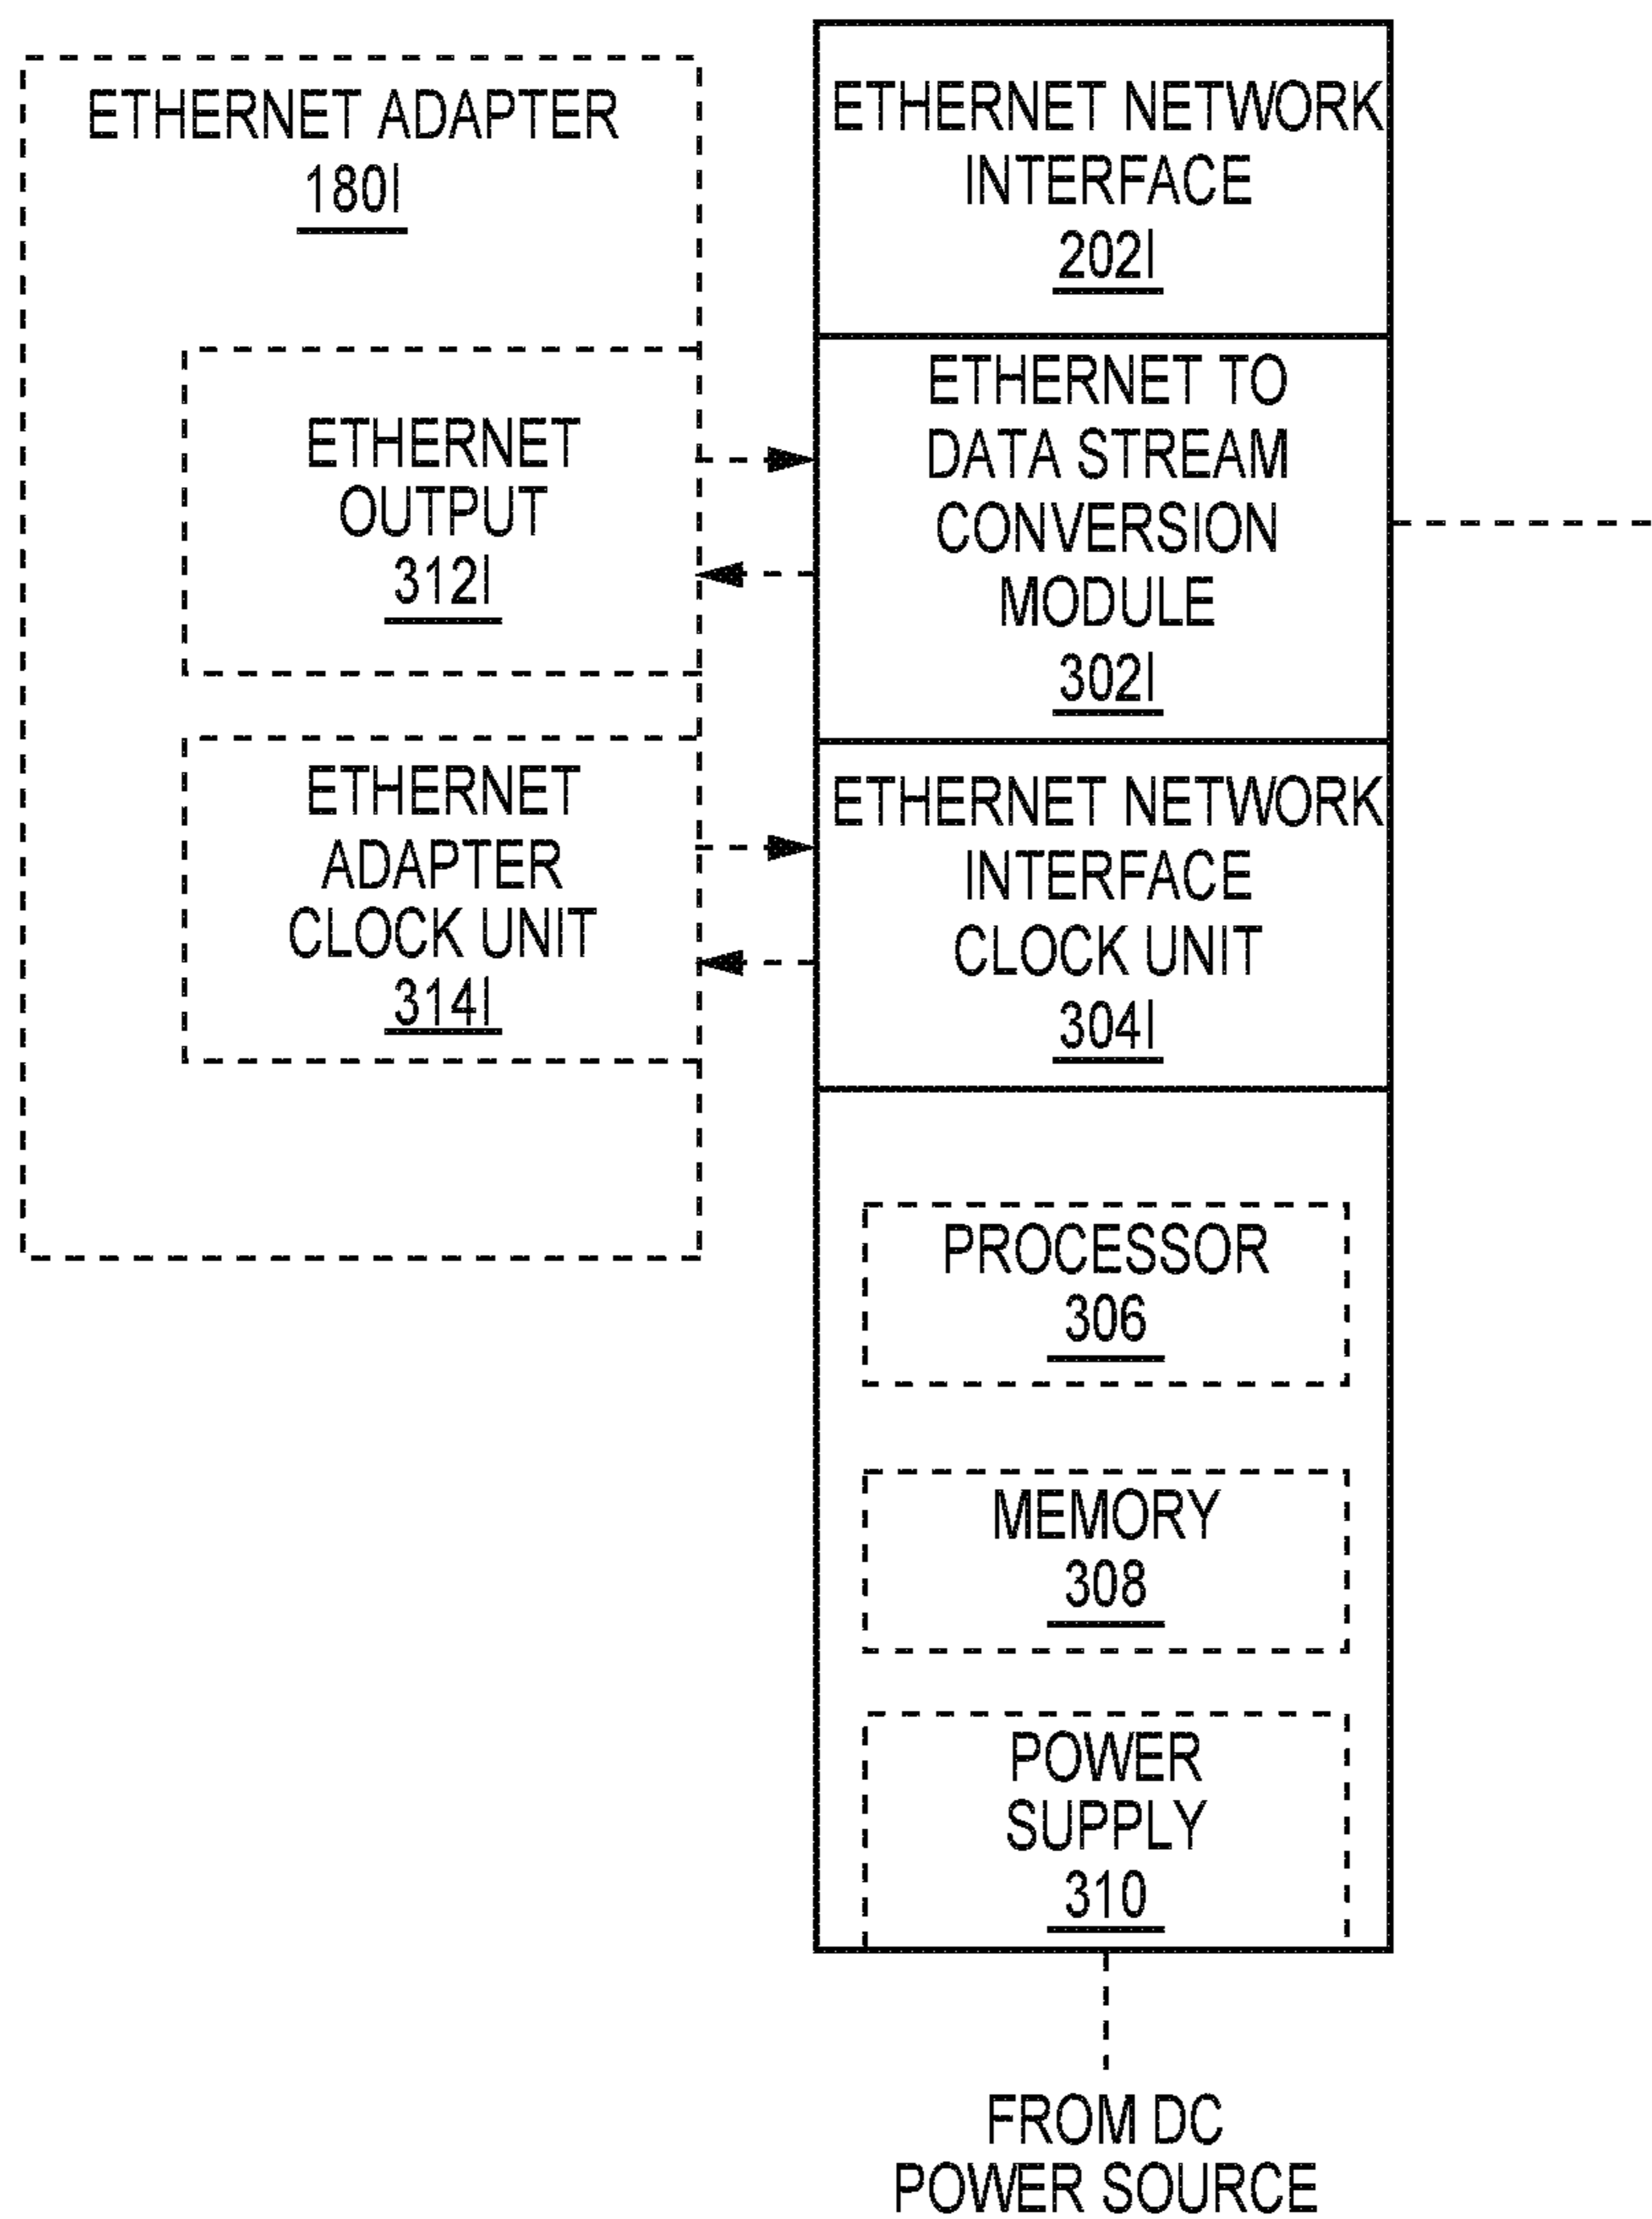 ETHERNET ADAPTER
180I
ETHERNET
OUTPUT
312I
ETHERNET
ADAPTER
CLOCK UNIT
314I
ETHERNET NETWORK
INTERFACE
202I
ETHERNET TO
DATA STREAM
CONVERSION
MODULE
302I
ETHERNET NETWORK
INTERFACE
CLOCK UNIT
304I
PROCESSOR
306
MEMORY
308
POWER
SUPPLY
310
FROM DC
POWER SOURCE